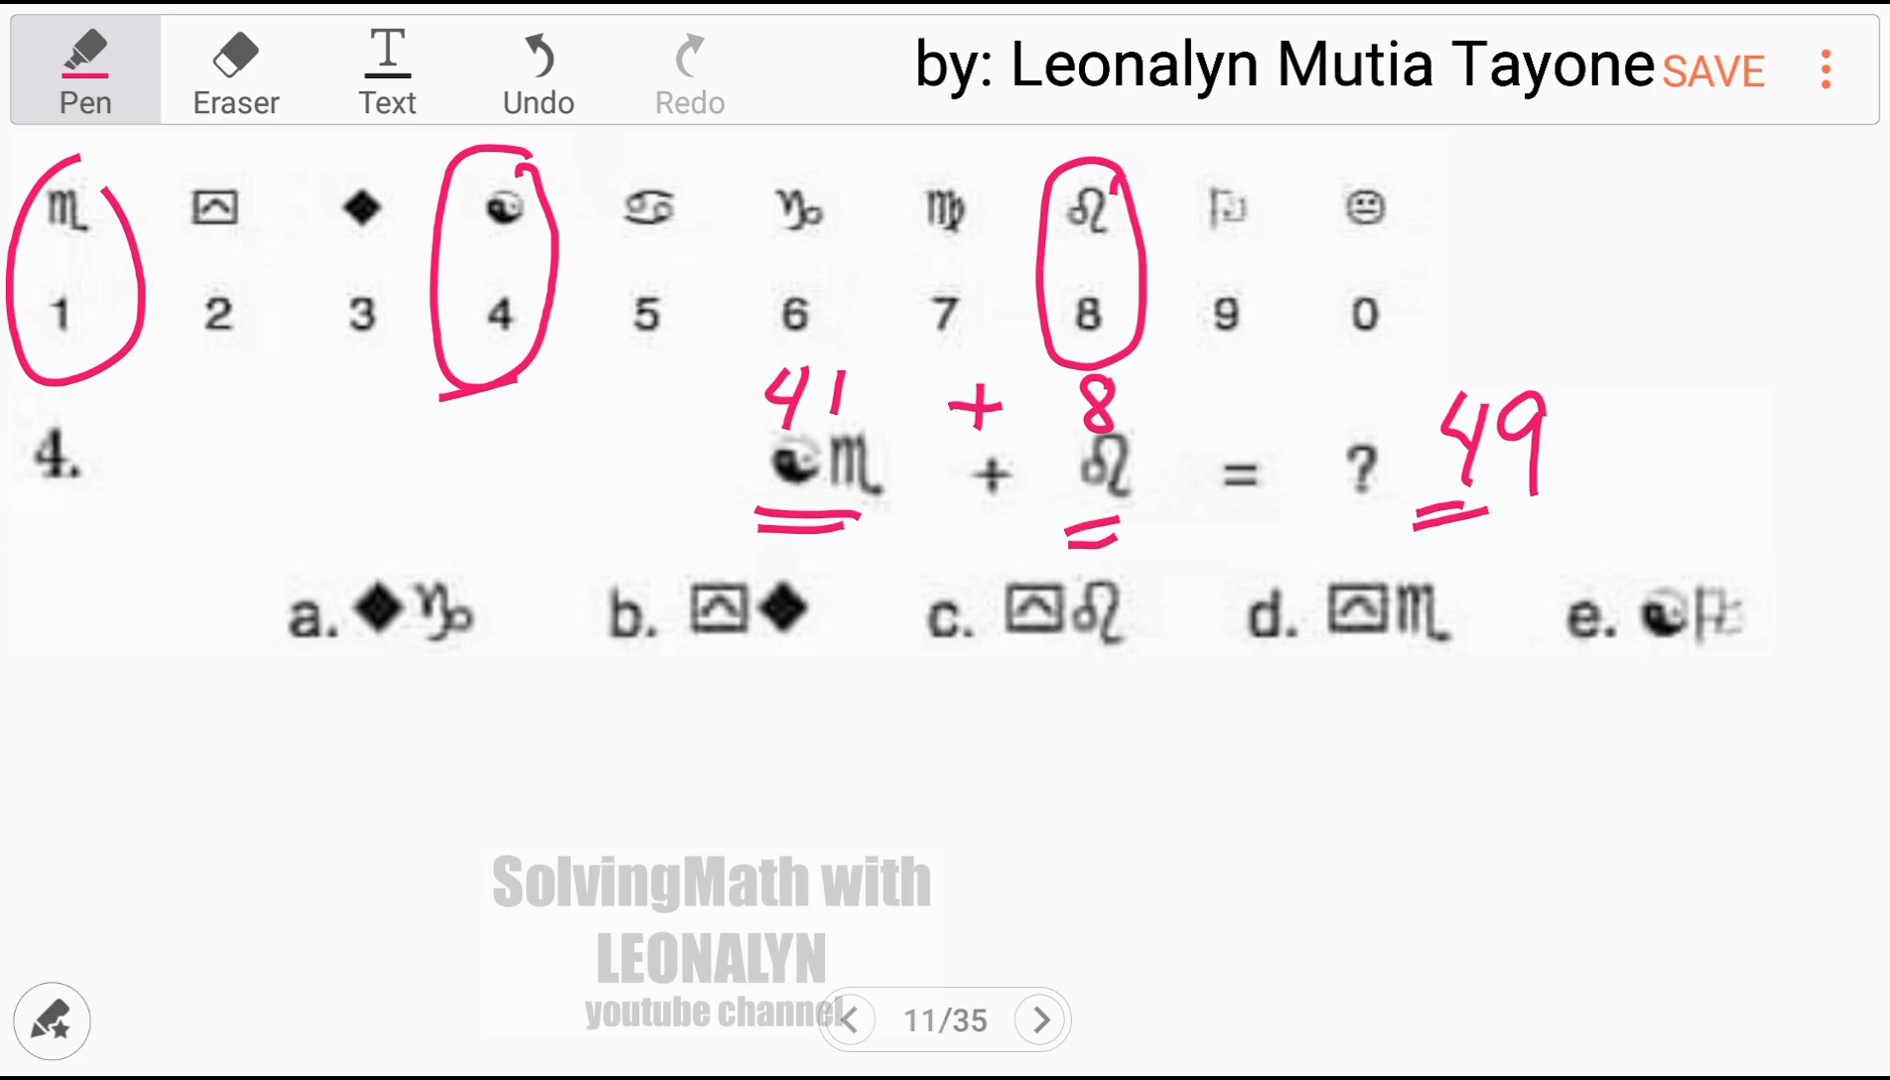 Pen Eraser Text Undo Redo by: Leonalyn Mutia Tayone SAVE
♏ ◆ ☯ ♋ ♑ ♍ ♌
1 2 3 4 5 6 7 8 9 0
41 + 8
4. ☯♏ + ♌ = ? 49
a. ◆♑ b. ◆ c. ♌ d. ♏ e. ☯
SolvingMath with
LEONALYN
youtube channel
11/35